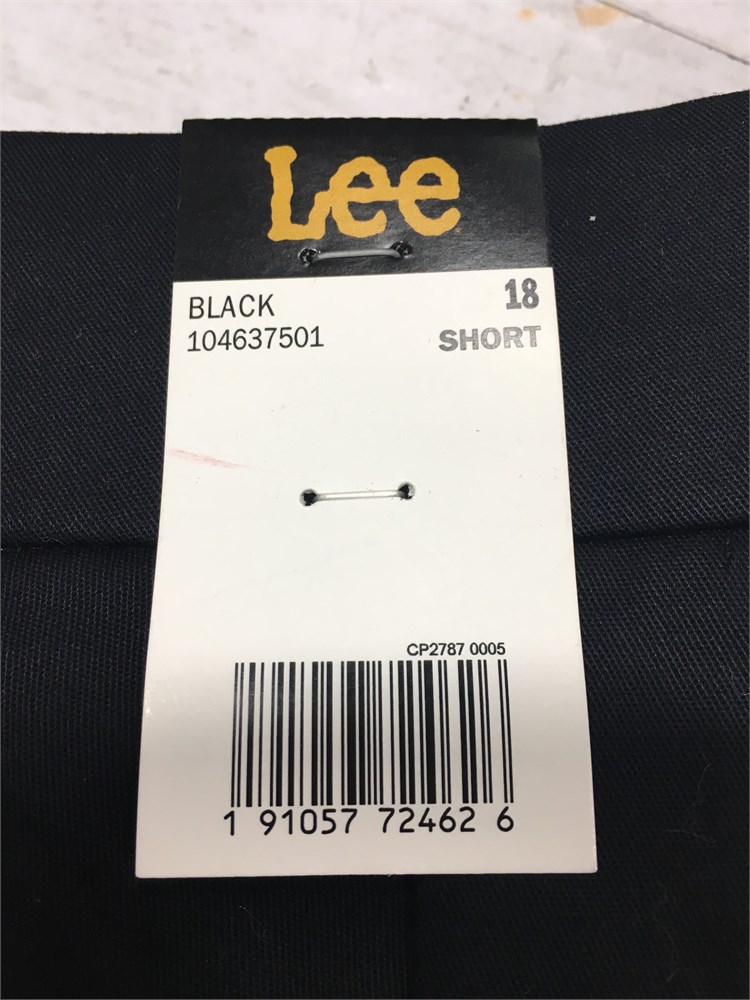 Lee
BLACK 18
104637501 SHORT
CP2787 0005
1 91057 72462 6